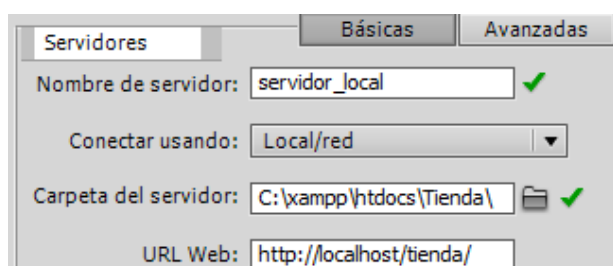 Servidores
Básicas Avanzadas
Nombre de servidor: servidor_local
Conectar usando: Local/red
Carpeta del servidor: C:\xampp\htdocs\Tienda\
URL Web: http://localhost/tienda/